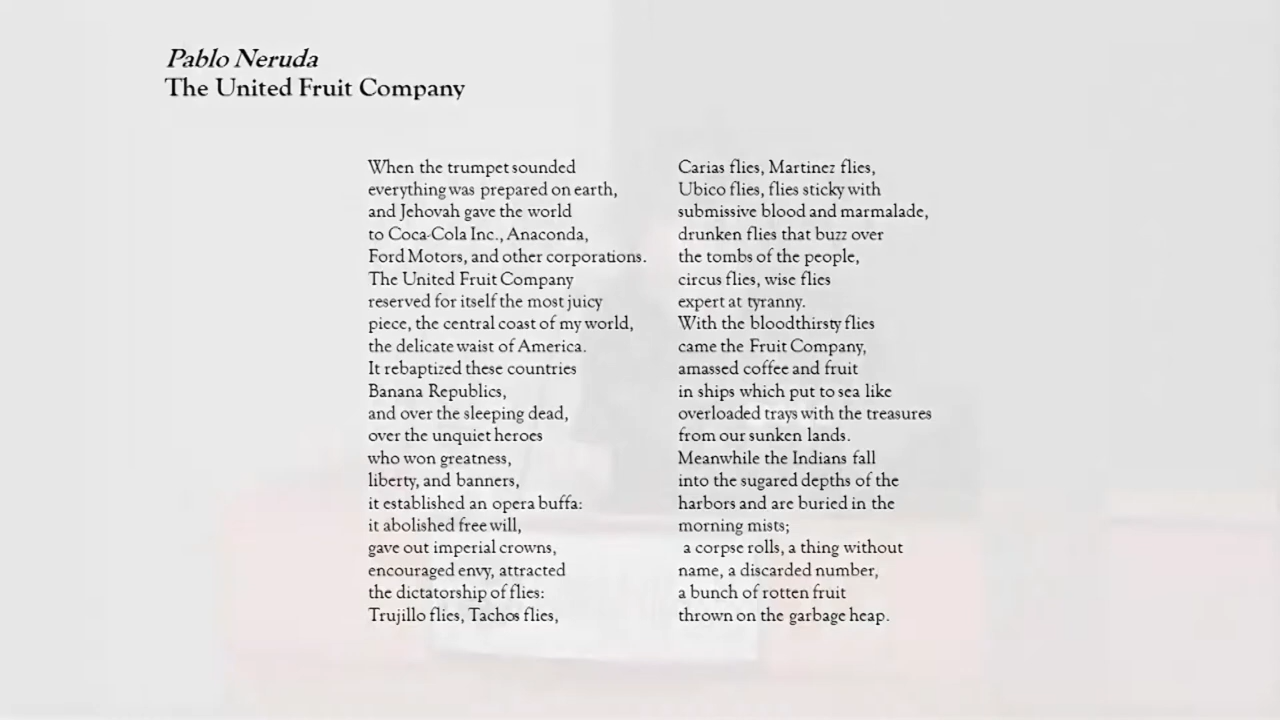 Pablo Neruda
The United Fruit Company
When the trumpet sounded
everything was prepared on earth,
and Jehovah gave the world
to Coca-Cola Inc., Anaconda,
Ford Motors, and other corporations.
The United Fruit Company
reserved for itself the most juicy
piece, the central coast of my world,
the delicate waist of America.
It rebaptized these countries
Banana Republics,
and over the sleeping dead,
over the unquiet heroes
who won greatness,
liberty, and banners,
it established an opera buffa:
it abolished free will,
gave out imperial crowns,
encouraged envy, attracted
the dictatorship of flies:
Trujillo flies, Tachos flies,
Carias flies, Martinez flies,
Ubico flies, flies sticky with
submissive blood and marmalade,
drunken flies that buzz over
the tombs of the people,
circus flies, wise flies
expert at tyranny.
With the bloodthirsty flies
came the Fruit Company,
amassed coffee and fruit
in ships which put to sea like
overloaded trays with the treasures
from our sunken lands.
Meanwhile the Indians fall
into the sugared depths of the
harbors and are buried in the
morning mists;
a corpse rolls, a thing without
name, a discarded number,
a bunch of rotten fruit
thrown on the garbage heap.